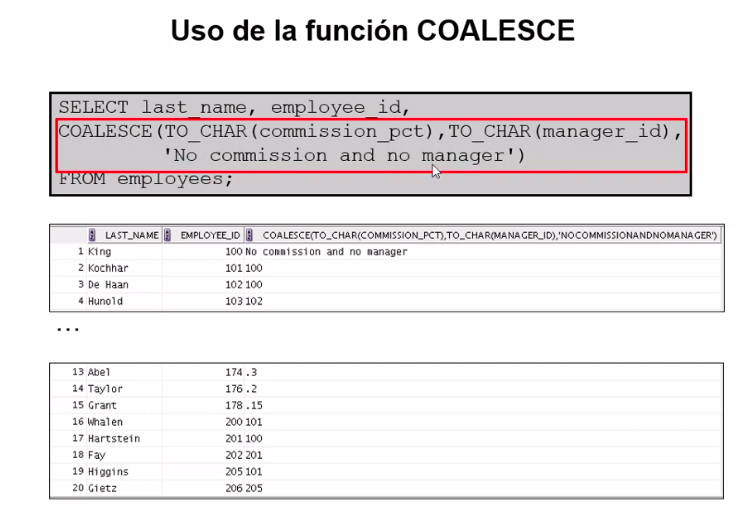 Uso de la función COALESCE
SELECT last_name, employee_id,
COALESCE(TO_CHAR(commission_pct),TO_CHAR(manager_id),
'No commission and no manager')
FROM employees;
LAST_NAME EMPLOYEE_ID COALESCE(TO_CHAR(COMMISSION_PCT),TO_CHAR(MANAGER_ID),'NOCOMMISSIONANDNOMANAGER')
1 King 100 No commission and no manager
2 Kochhar 101 100
3 De Haan 102 100
4 Hunold 103 102
...
13 Abel 174 .3
14 Taylor 176 .2
15 Grant 178 .15
16 Whalen 200 101
17 Hartstein 201 100
18 Fay 202 201
19 Higgins 205 101
20 Gietz 206 205